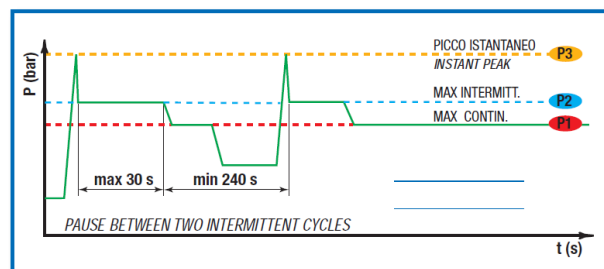 PICCO ISTANTANEO
INSTANT PEAK
P3
MAX INTERMITT.
P2
MAX CONTIN.
P1
P (bar)
max 30 s
min 240 s
PAUSE BETWEEN TWO INTERMITTENT CYCLES
t (s)